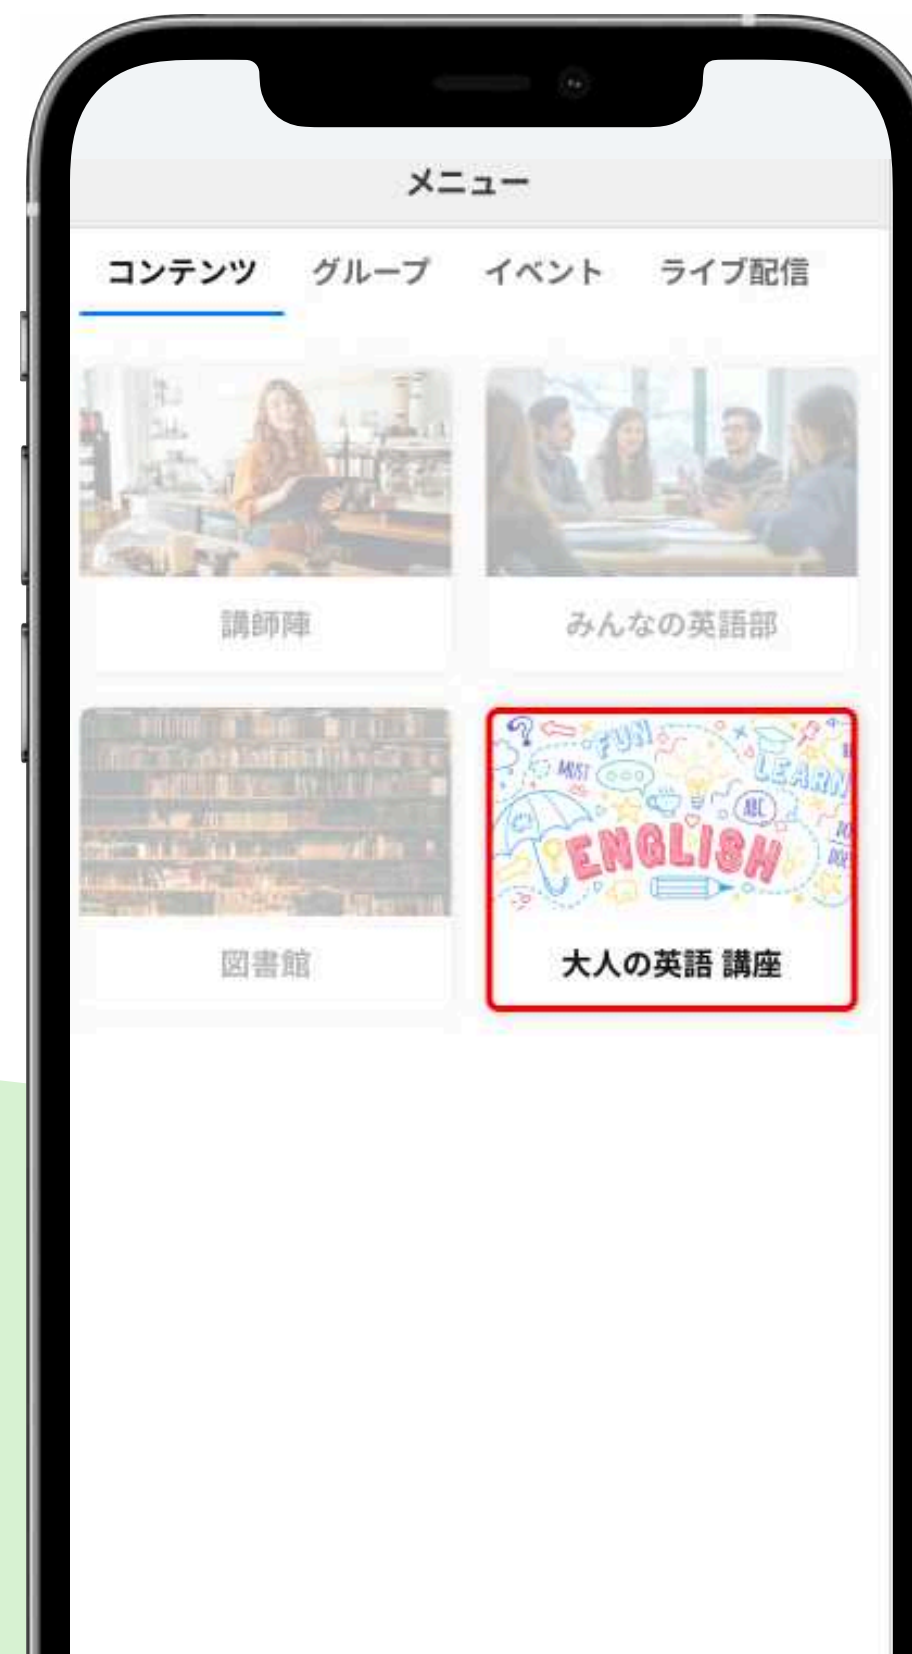 メニュー
コンテンツ
グループ
イベント
ライブ配信
講師陣
みんなの英語部
FUN
MUST
LEARN
ABC
ENGLISH
図書館
大人の英語 講座